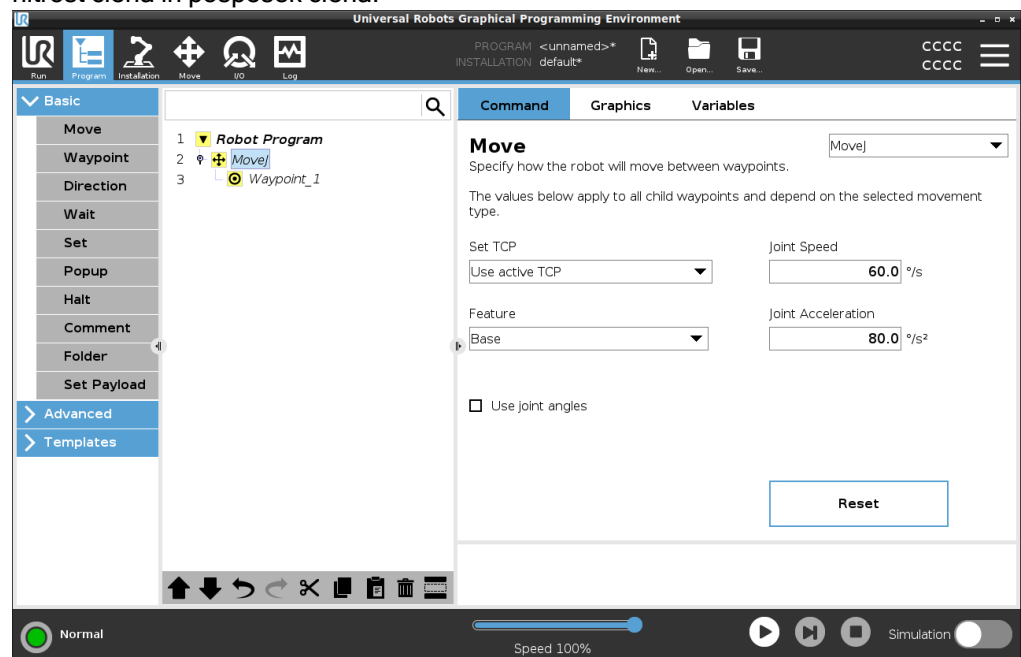 Universal Robots Graphical Programming Environment
PROGRAM <unnamed>*
INSTALLATION default*
Run Program Installation Move I/O Log New... Open... Save...
CCCC
CCCC
Basic
Move
Waypoint
Direction
Wait
Set
Popup
Halt
Comment
Folder
Set Payload
Advanced
Templates
1 Robot Program
2 MoveJ
3 Waypoint_1
Command Graphics Variables
Move
MoveJ
Specify how the robot will move between waypoints.
The values below apply to all child waypoints and depend on the selected movement
type.
Set TCP
Use active TCP
Joint Speed
60.0 °/s
Feature
Base
Joint Acceleration
80.0 °/s²
Use joint angles
Reset
Normal
Speed 100%
Simulation